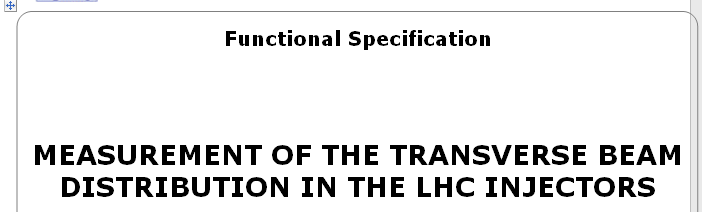 Functional Specification
MEASUREMENT OF THE TRANSVERSE BEAM
DISTRIBUTION IN THE LHC INJECTORS